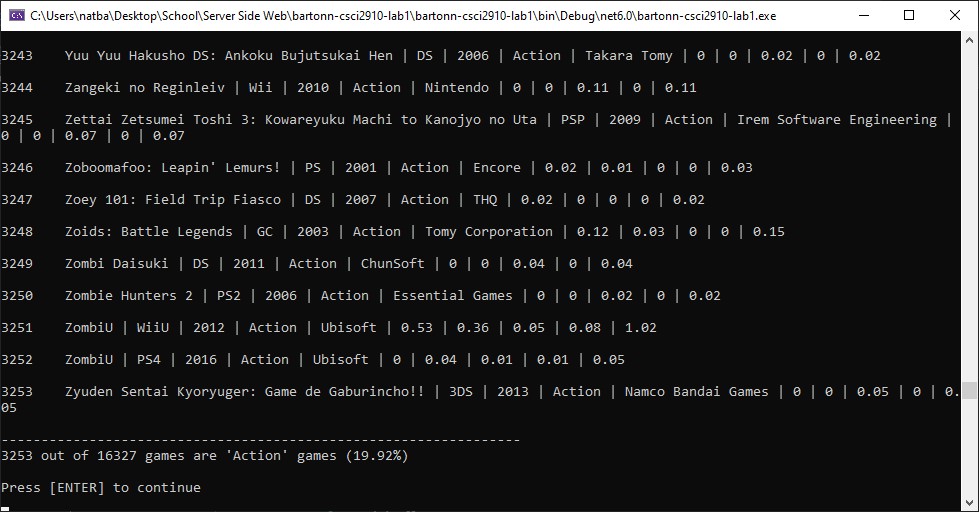 C:\Users\natba\Desktop\School\Server Side Web\bartonn-csci2910-lab1\bartonn-csci2910-lab1\bin\Debug\net6.0\bartonn-csci2910-lab1.exe
3243    Yuu Yuu Hakusho DS: Ankoku Bujutsukai Hen | DS | 2006 | Action | Takara Tomy | 0 | 0 | 0.02 | 0 | 0.02
3244    Zangeki no Reginleiv | Wii | 2010 | Action | Nintendo | 0 | 0 | 0.11 | 0 | 0.11
3245    Zettai Zetsumei Toshi 3: Kowareyuku Machi to Kanojyo no Uta | PSP | 2009 | Action | Irem Software Engineering |
0 | 0 | 0.07 | 0 | 0.07
3246    Zoboomafoo: Leapin' Lemurs! | PS | 2001 | Action | Encore | 0.02 | 0.01 | 0 | 0 | 0.03
3247    Zoey 101: Field Trip Fiasco | DS | 2007 | Action | THQ | 0.02 | 0 | 0 | 0 | 0.02
3248    Zoids: Battle Legends | GC | 2003 | Action | Tomy Corporation | 0.12 | 0.03 | 0 | 0 | 0.15
3249    Zombi Daisuki | DS | 2011 | Action | ChunSoft | 0 | 0 | 0.04 | 0 | 0.04
3250    Zombie Hunters 2 | PS2 | 2006 | Action | Essential Games | 0 | 0 | 0.02 | 0 | 0.02
3251    ZombiU | WiiU | 2012 | Action | Ubisoft | 0.53 | 0.36 | 0.05 | 0.08 | 1.02
3252    ZombiU | PS4 | 2016 | Action | Ubisoft | 0 | 0.04 | 0.01 | 0.01 | 0.05
3253    Zyuden Sentai Kyoryuger: Game de Gaburincho!! | 3DS | 2013 | Action | Namco Bandai Games | 0 | 0 | 0.05 | 0 | 0.
05
-----------------------------------------------------------------
3253 out of 16327 games are 'Action' games (19.92%)
Press [ENTER] to continue